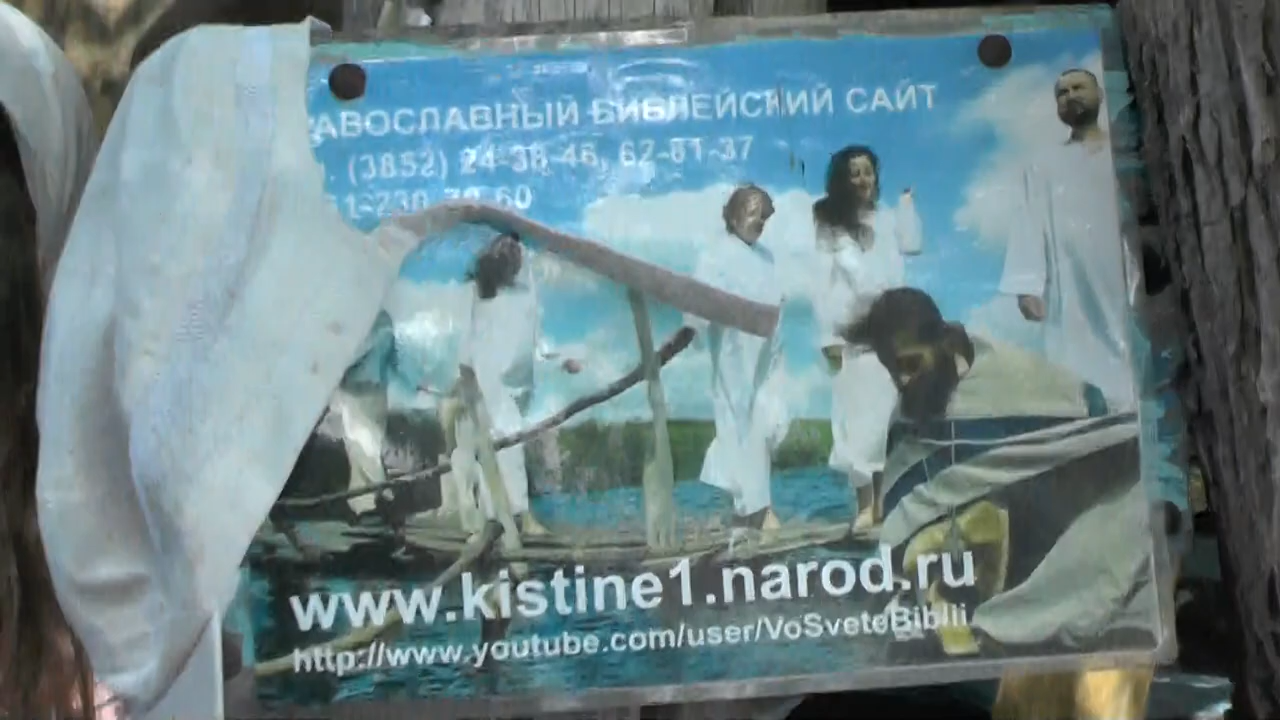 АВОСЛАВНЫЙ БИБЛЕЙСКИЙ САЙТ
(3852) 24-38-46, 62-61-37
www.kistine1.narod.ru
http://www.youtube.com/user/VoSveteBiblii